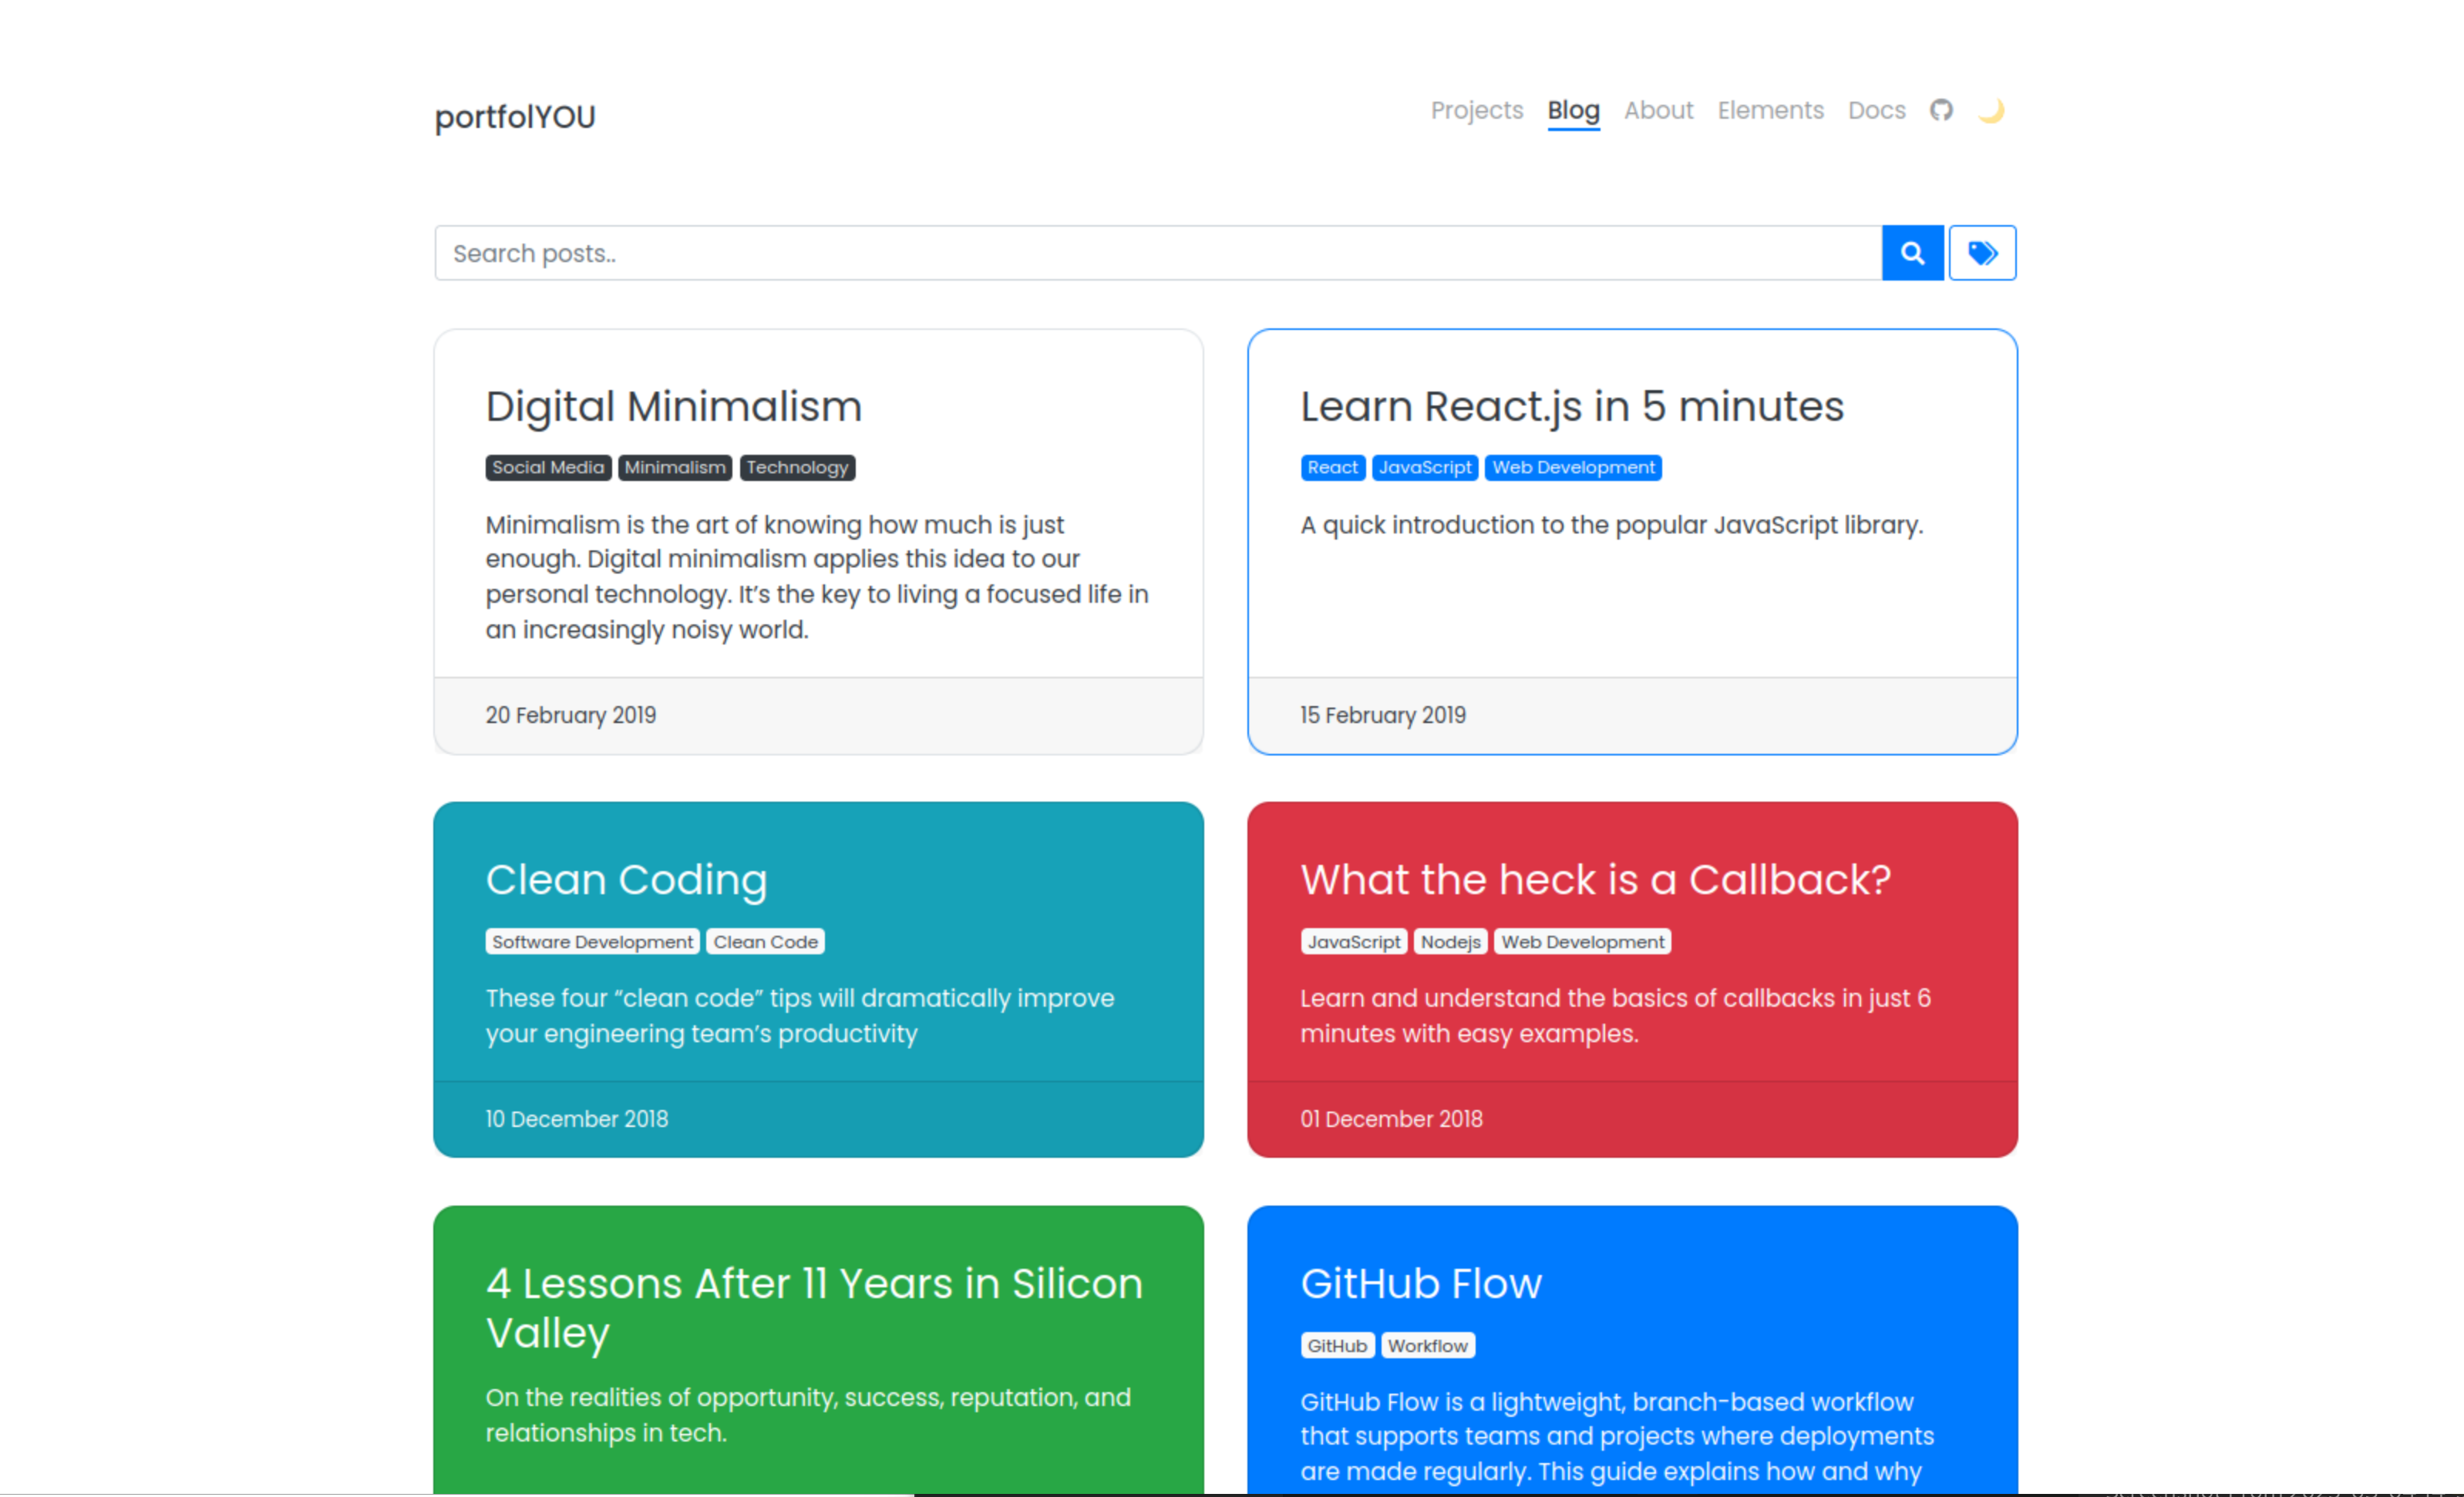 portfolYOU
Projects Blog About Elements Docs
Search posts..
Digital Minimalism
Social Media Minimalism Technology
Minimalism is the art of knowing how much is just
enough. Digital minimalism applies this idea to our
personal technology. It’s the key to living a focused life in
an increasingly noisy world.
20 February 2019
Learn React.js in 5 minutes
React JavaScript Web Development
A quick introduction to the popular JavaScript library.
15 February 2019
Clean Coding
Software Development Clean Code
These four “clean code” tips will dramatically improve
your engineering team’s productivity
10 December 2018
What the heck is a Callback?
JavaScript Nodejs Web Development
Learn and understand the basics of callbacks in just 6
minutes with easy examples.
01 December 2018
4 Lessons After 11 Years in Silicon
Valley
On the realities of opportunity, success, reputation, and
relationships in tech.
GitHub Flow
GitHub Workflow
GitHub Flow is a lightweight, branch-based workflow
that supports teams and projects where deployments
are made regularly. This guide explains how and why